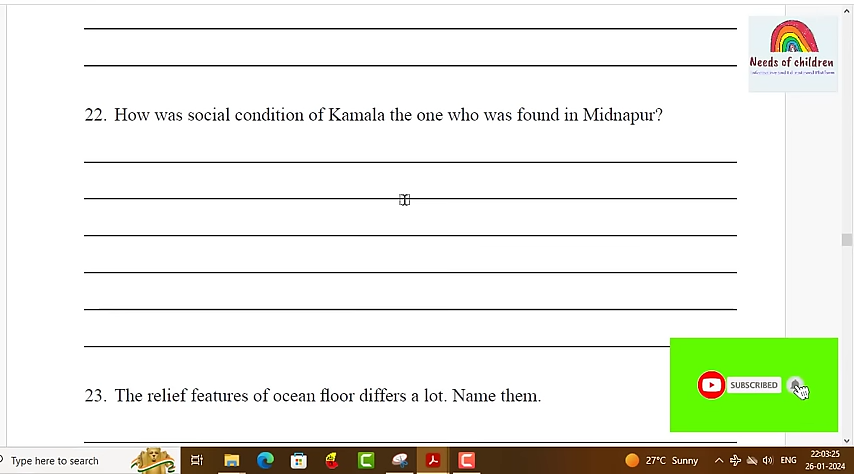 Needs of children
22. How was social condition of Kamala the one who was found in Midnapur?
SUBSCRIBED
23. The relief features of ocean floor differs a lot. Name them.
Type here to search
27°C Sunny
ENG
22:03:25
26-01-2024